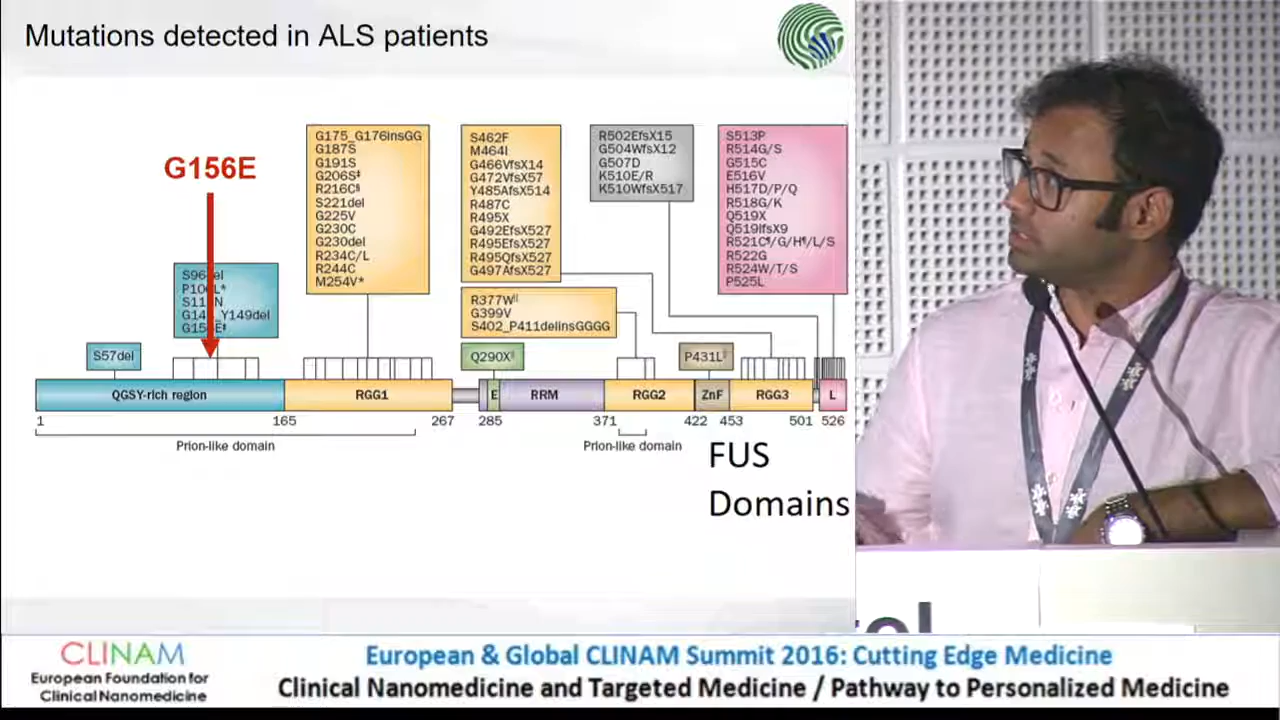 Mutations detected in ALS patients
G156E
S96del
P106L*
S115N
G144_Y149del
G156E‡
G175_G176insGG
G187S
G191S
G206S‡
R216C§
S221del
G225V
G230C
G230del
R234C/L
R244C
M254V*
S462F
M464I
G466VfsX14
G472VfsX57
Y485AfsX514
R487C
R495X
G492EfsX527
R495EfsX527
R495QfsX527
G497AfsX527
R502EfsX15
G504WfsX12
G507D
K510E/R
K510WfsX517
S513P
R514G/S
G515C
E516V
H517D/P/Q
R518G/K
Q519X
Q519IfsX9
R521C¶/G/H¶/L/S
R522G
R524W/T/S
P525L
R377W||
G399V
S402_P411delinsGGGG
S57del
Q290X
P431L
QGSY-rich region
RGG1
E
RRM
RGG2
ZnF
RGG3
L
1 165 267 285 371 422 453 501 526
Prion-like domain
Prion-like domain
FUS
Domains
CLINAM
European Foundation for
Clinical Nanomedicine
European & Global CLINAM Summit 2016: Cutting Edge Medicine
Clinical Nanomedicine and Targeted Medicine / Pathway to Personalized Medicine